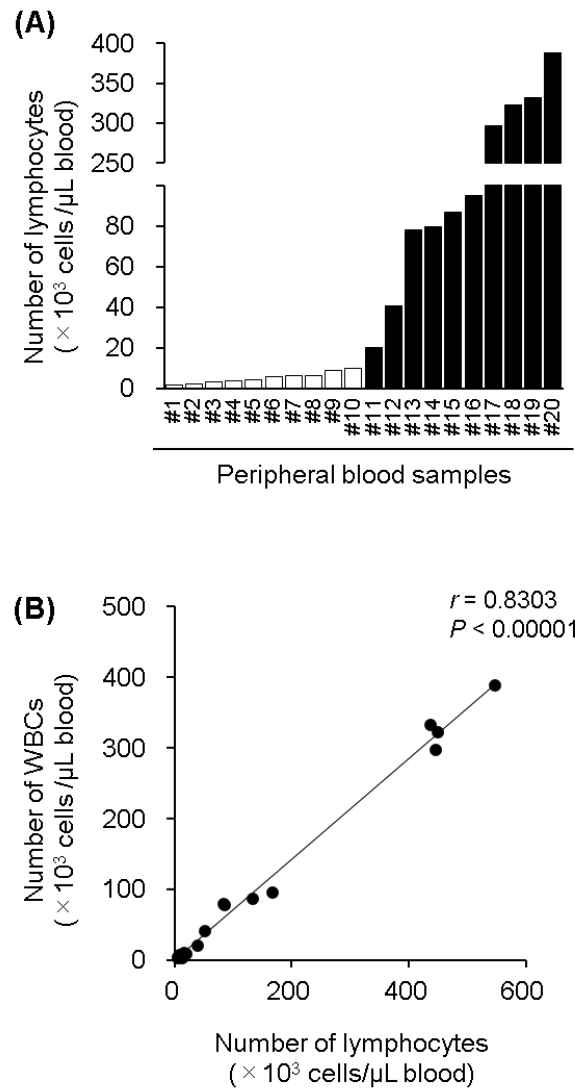 (A)
Number of lymphocytes
(×10³ cells /µL blood)
400
350
300
250
80
60
40
20
0
#1 #2 #3 #4 #5 #6 #7 #8 #9 #10 #11 #12 #13 #14 #15 #16 #17 #18 #19 #20
Peripheral blood samples
(B)
r = 0.8303
P < 0.00001
Number of WBCs
(×10³ cells /µL blood)
500
400
300
200
100
0
0 200 400 600
Number of lymphocytes
(×10³ cells/µL blood)